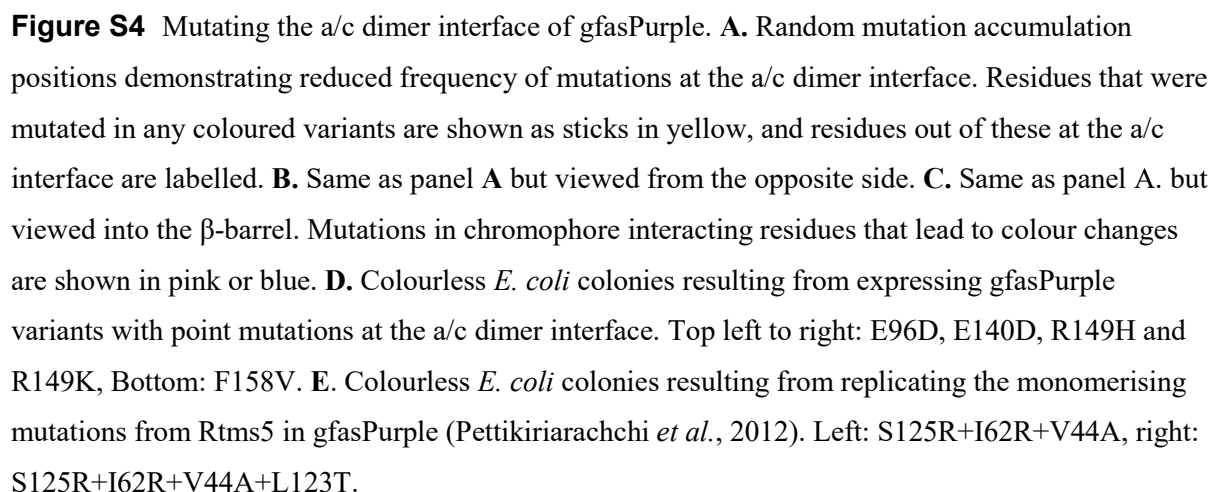 Figure S4 Mutating the a/c dimer interface of gfasPurple. A. Random mutation accumulation
positions demonstrating reduced frequency of mutations at the a/c dimer interface. Residues that were
mutated in any coloured variants are shown as sticks in yellow, and residues out of these at the a/c
interface are labelled. B. Same as panel A but viewed from the opposite side. C. Same as panel A. but
viewed into the β-barrel. Mutations in chromophore interacting residues that lead to colour changes
are shown in pink or blue. D. Colourless E. coli colonies resulting from expressing gfasPurple
variants with point mutations at the a/c dimer interface. Top left to right: E96D, E140D, R149H and
R149K, Bottom: F158V. E. Colourless E. coli colonies resulting from replicating the monomerising
mutations from Rtms5 in gfasPurple (Pettikiriarachchi et al., 2012). Left: S125R+I62R+V44A, right:
S125R+I62R+V44A+L123T.